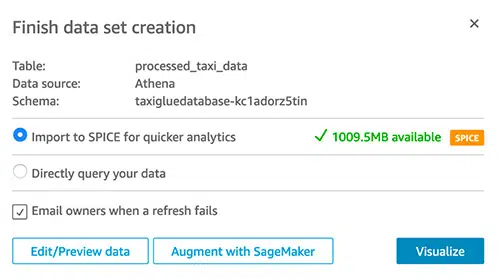 Finish data set creation
Table: processed_taxi_data
Data source: Athena
Schema: taxigluedatabase-kc1adorz5tin
Import to SPICE for quicker analytics 1009.5MB available SPICE
Directly query your data
Email owners when a refresh fails
Edit/Preview data Augment with SageMaker Visualize